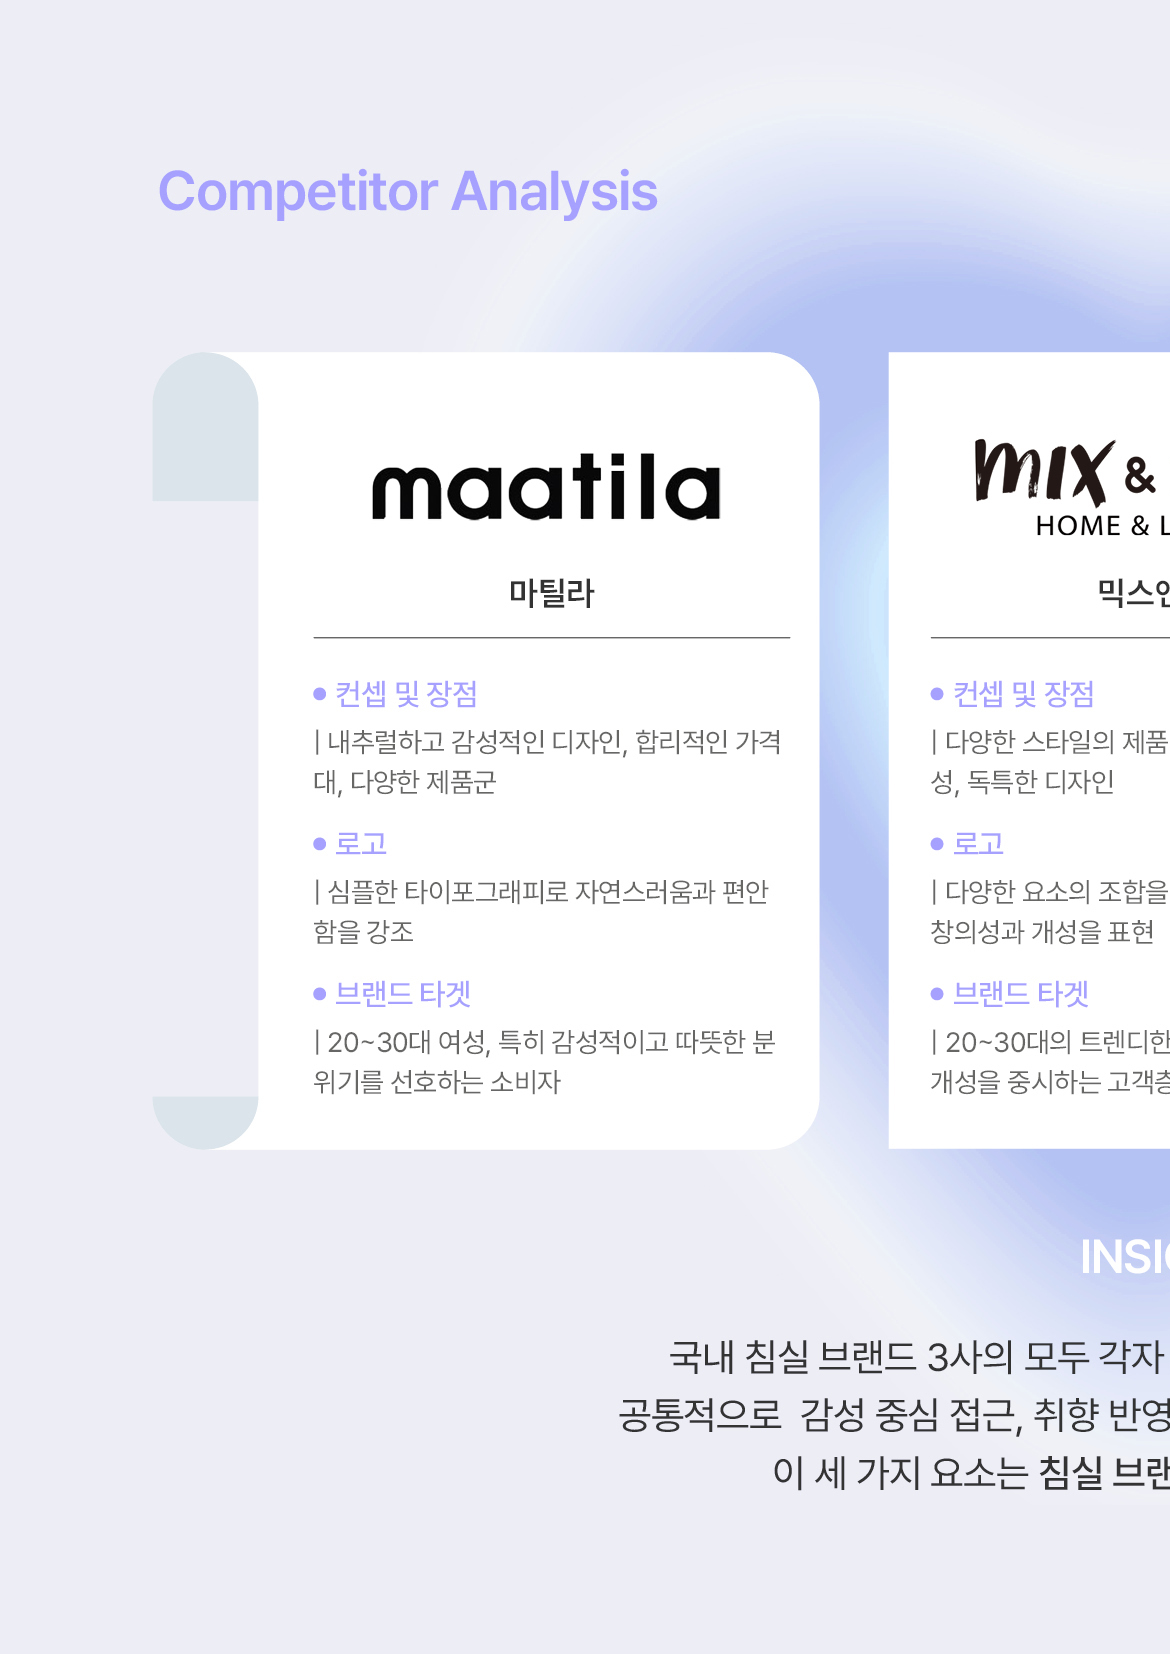 Competitor Analysis
maatila
마틸라
• 컨셉 및 장점
| 내추럴하고 감성적인 디자인, 합리적인 가격
대, 다양한 제품군
• 로고
| 심플한 타이포그래피로 자연스러움과 편안
함을 강조
• 브랜드 타겟
| 20~30대 여성, 특히 감성적이고 따뜻한 분
위기를 선호하는 소비자
mix &
HOME & L
믹스
• 컨셉 및 장점
| 다양한 스타일의 제품
성, 독특한 디자인
• 로고
| 다양한 요소의 조합을
창의성과 개성을 표현
• 브랜드 타겟
| 20~30대의 트렌디한
개성을 중시하는 고객층
INSI
국내 침실 브랜드 3사의 모두 각자
공통적으로 감성 중심 접근, 취향 반영
이 세 가지 요소는 침실 브랜